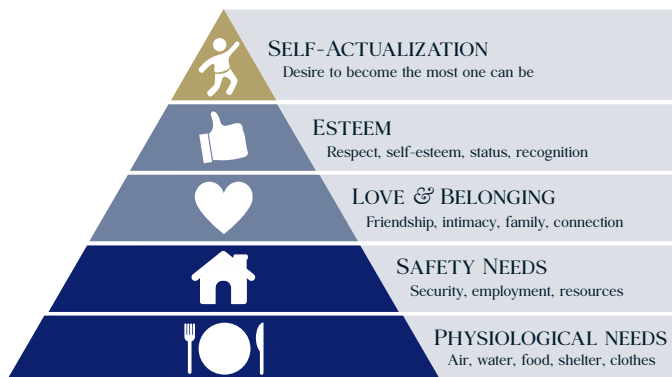 Self-Actualization
Desire to become the most one can be
Esteem
Respect, self-esteem, status, recognition
Love & Belonging
Friendship, intimacy, family, connection
Safety Needs
Security, employment, resources
Physiological needs
Air, water, food, shelter, clothes